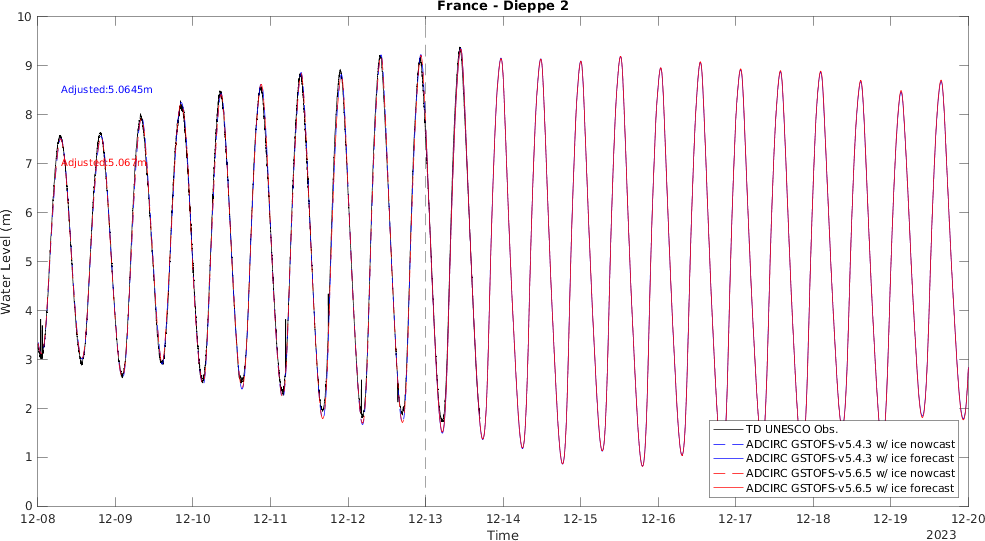 France - Dieppe 2
10
9
8
7
6
5
4
3
2
1
0
Water Level (m)
Adjusted:5.0645m
Adjusted:5.067m
TD UNESCO Obs.
ADCIRC GSTOFS-v5.4.3 w/ ice nowcast
ADCIRC GSTOFS-v5.4.3 w/ ice forecast
ADCIRC GSTOFS-v5.6.5 w/ ice nowcast
ADCIRC GSTOFS-v5.6.5 w/ ice forecast
12-08 12-09 12-10 12-11 12-12 12-13 12-14 12-15 12-16 12-17 12-18 12-19 12-20
Time
2023